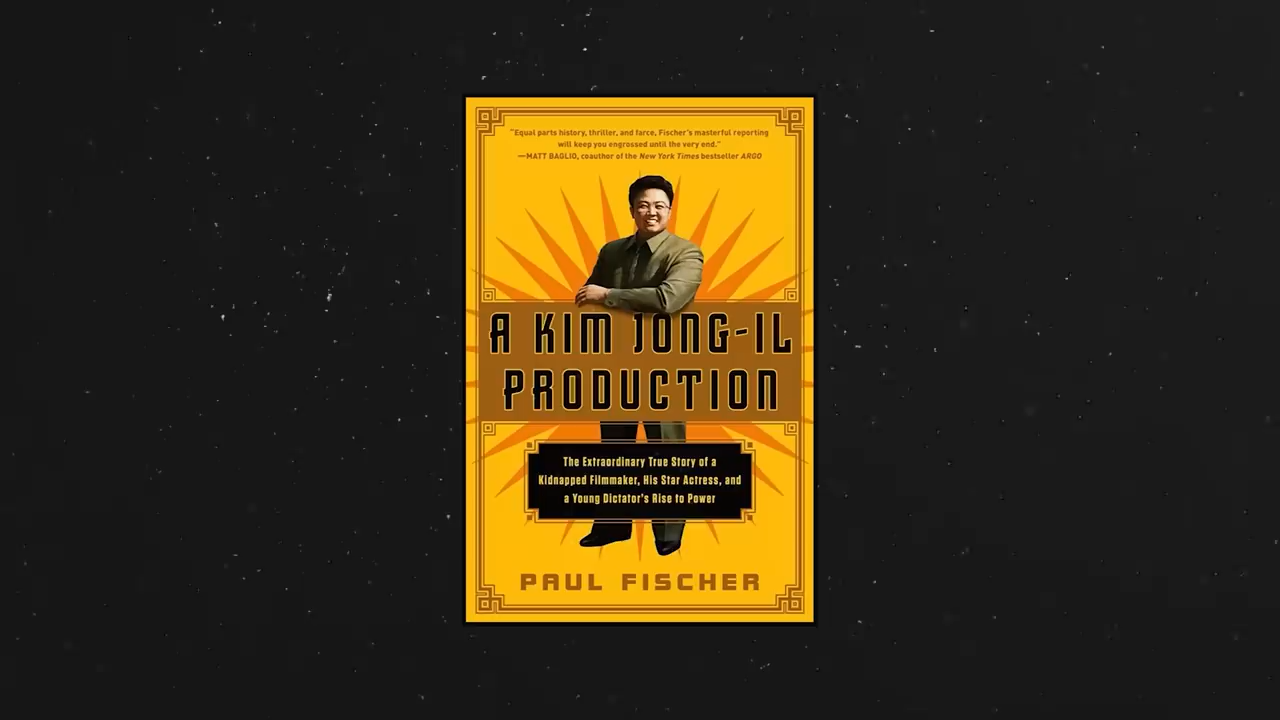 "Equal parts history, thriller, and farce, Fischer's masterful reporting
will keep you engrossed until the very end."
—MATT BAGLIO, coauthor of the New York Times bestseller ARGO
A KIM JONG-IL
PRODUCTION
The Extraordinary True Story of a
Kidnapped Filmmaker, His Star Actress, and
a Young Dictator's Rise to Power
PAUL FISCHER